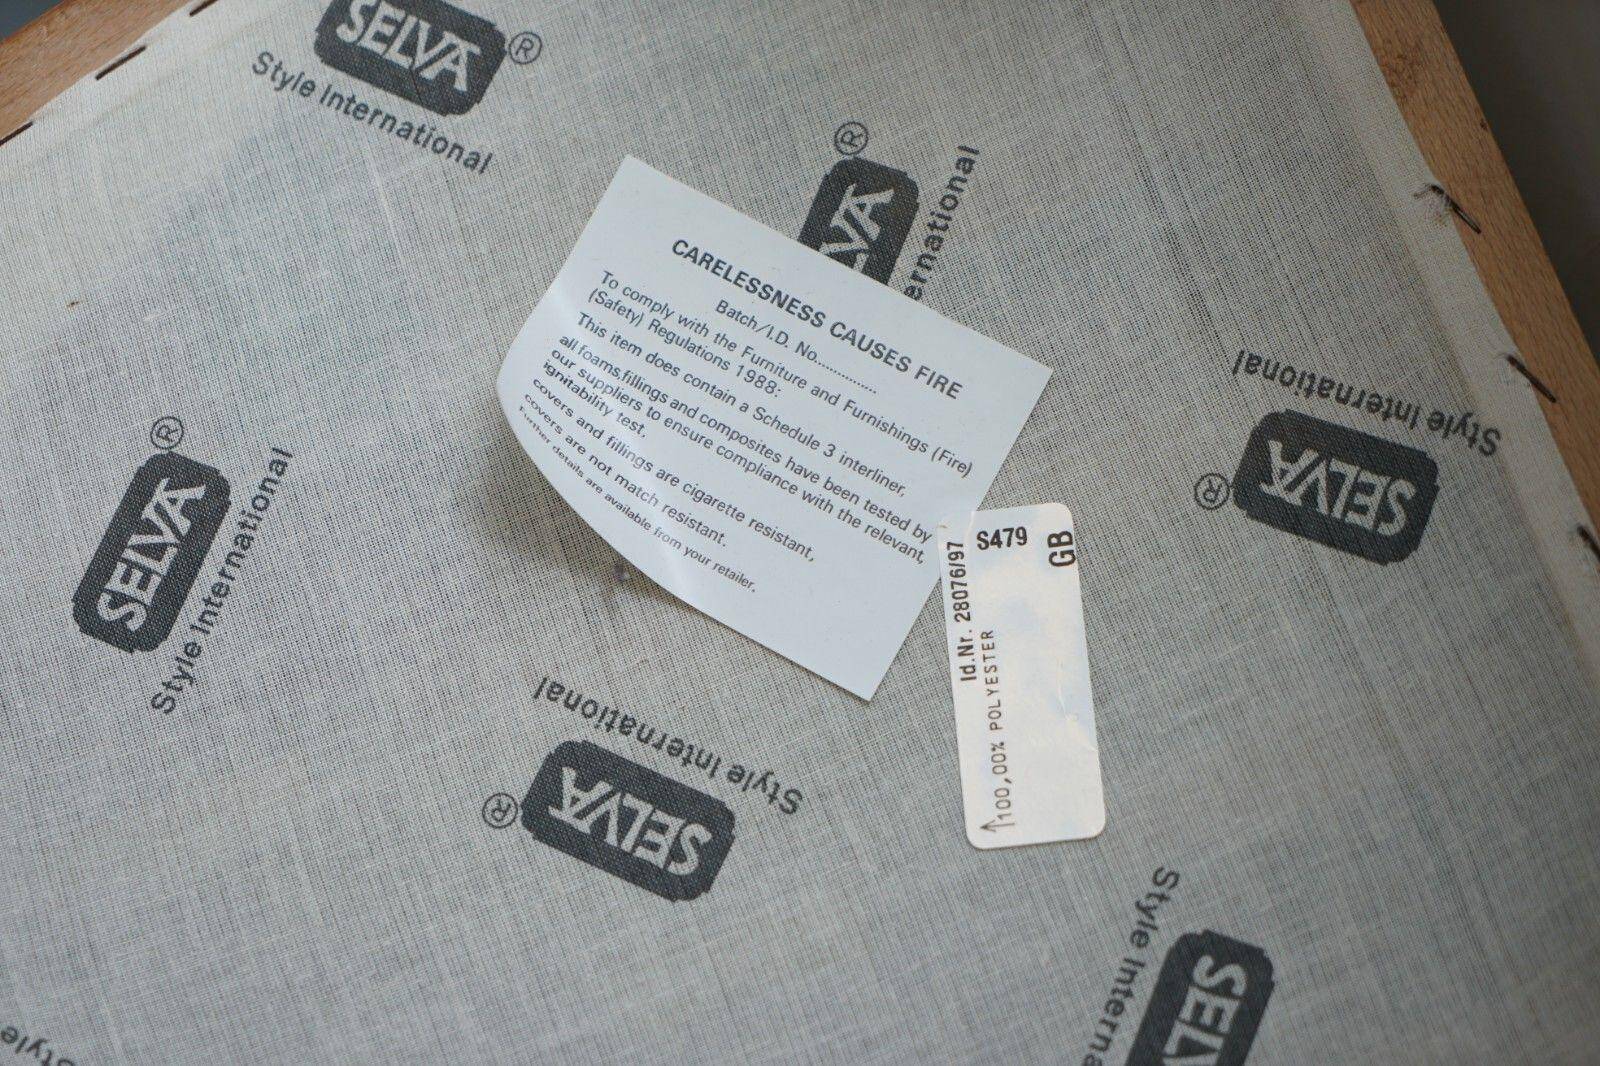 SELVA®
Style International
SELVA®
ernational
CARELESSNESS CAUSES FIRE
Batch/I.D. No.................
To comply with the Furniture and Furnishings (Fire)
(Safety) Regulations 1988:
This item does contain a Schedule 3 interliner,
all foams,fillings and composites have been tested by
our suppliers to ensure compliance with the relevant,
ignitability test,
covers and fillings are cigarette resistant,
covers are not match resistant.
Further details are available from your retailer.
Style International
SELVA®
SELVA®
Style International
Id.Nr. 28076/97
S479
GB
↑100,00% POLYESTER
Style International
SELVA®
Style Interna
SELV
Style